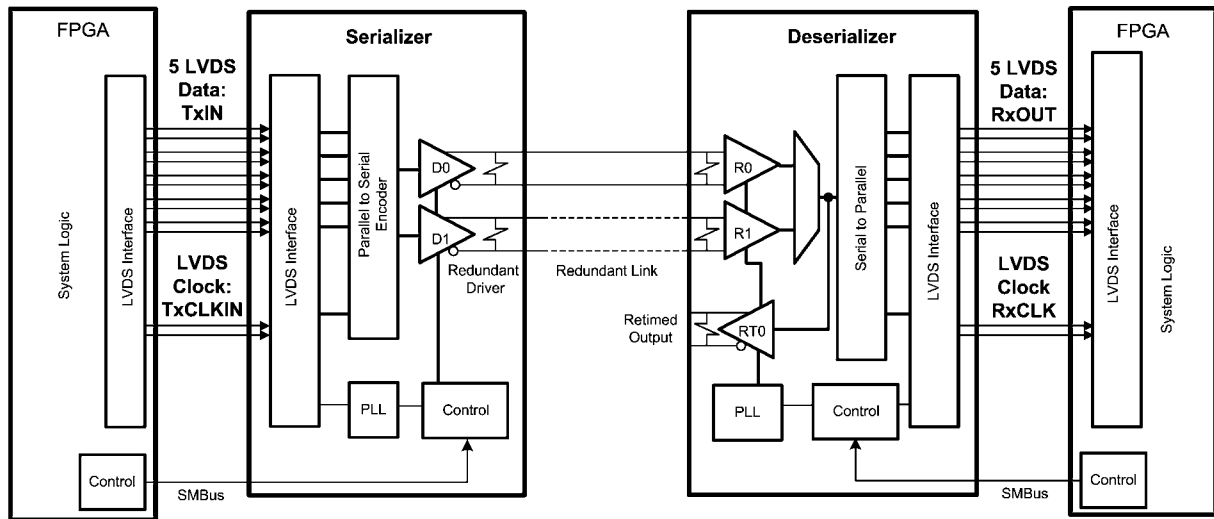 FPGA
System Logic
LVDS Interface
Control
5 LVDS
Data:
TxIN
LVDS
Clock:
TxCLKIN
SMBus
Serializer
LVDS Interface
Parallel to Serial
Encoder
D0
D1
Redundant
Driver
PLL
Control
Redundant Link
Deserializer
R0
R1
Retimed
Output
RT0
Serial to Parallel
LVDS Interface
PLL
Control
5 LVDS
Data:
RxOUT
LVDS
Clock
RxCLK
SMBus
FPGA
LVDS Interface
System Logic
Control